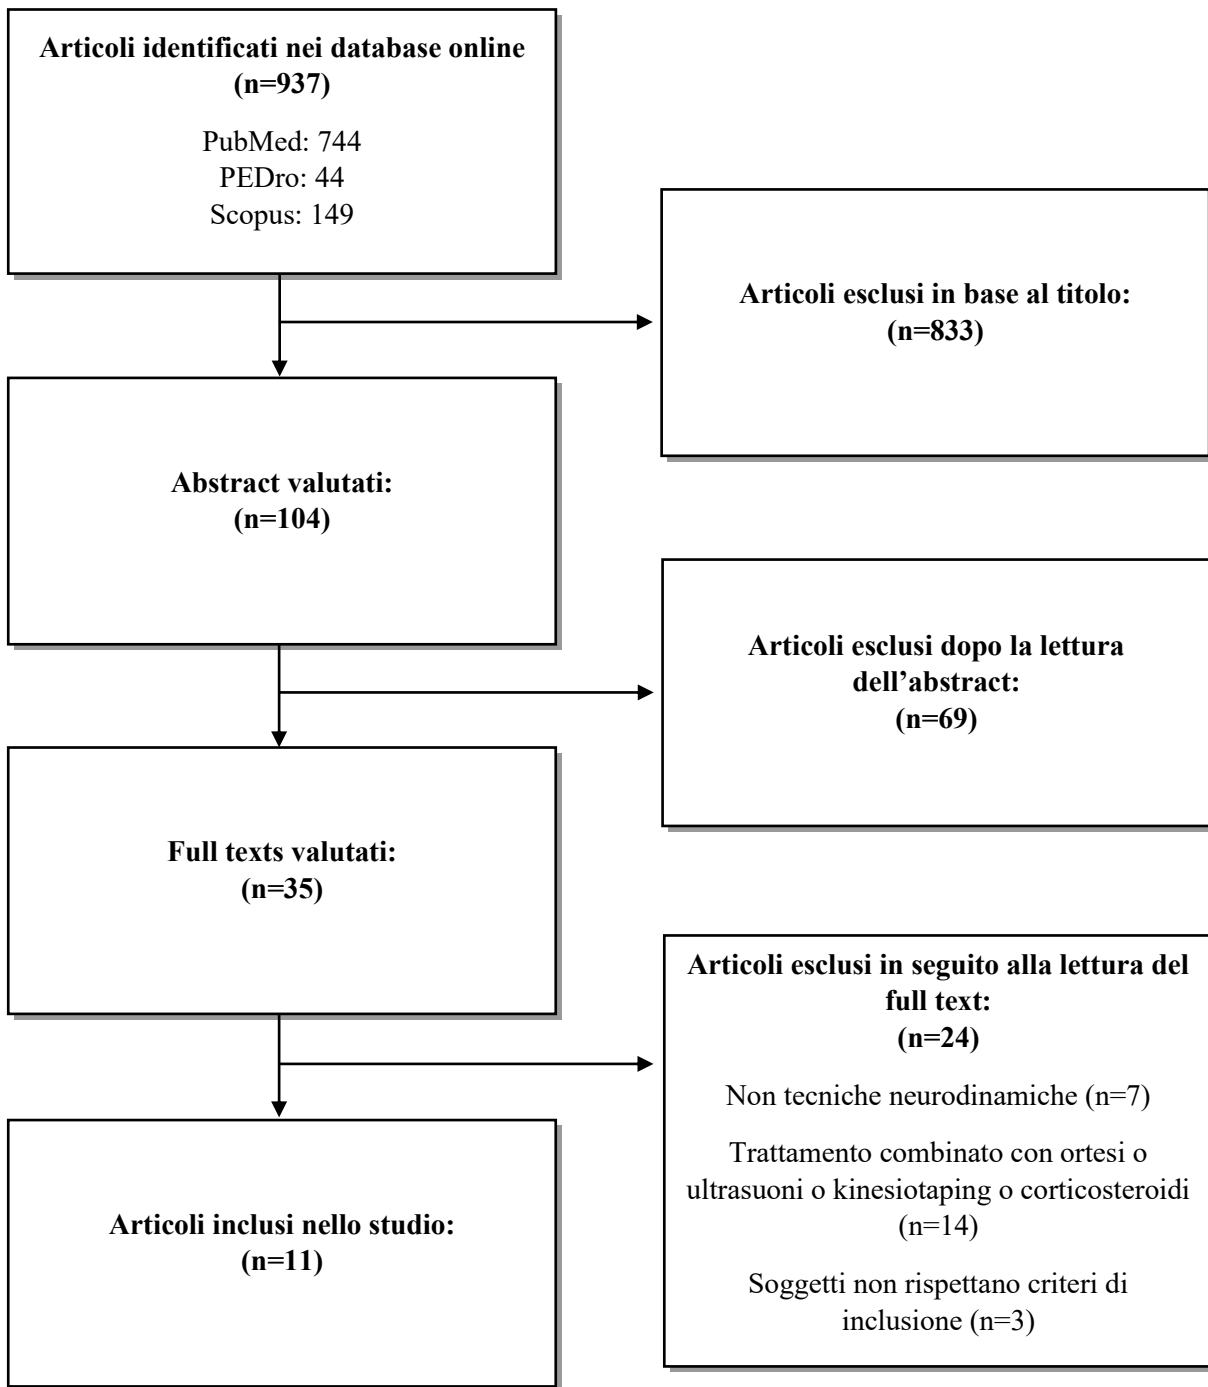 Articoli identificati nei database online
(n=937)
PubMed: 744
PEDro: 44
Scopus: 149
Articoli esclusi in base al titolo:
(n=833)
Abstract valutati:
(n=104)
Articoli esclusi dopo la lettura
dell’abstract:
(n=69)
Full texts valutati:
(n=35)
Articoli esclusi in seguito alla lettura del
full text:
(n=24)
Non tecniche neurodinamiche (n=7)
Trattamento combinato con ortesi o
ultrasuoni o kinesiotaping o corticosteroidi
(n=14)
Soggetti non rispettano criteri di
inclusione (n=3)
Articoli inclusi nello studio:
(n=11)